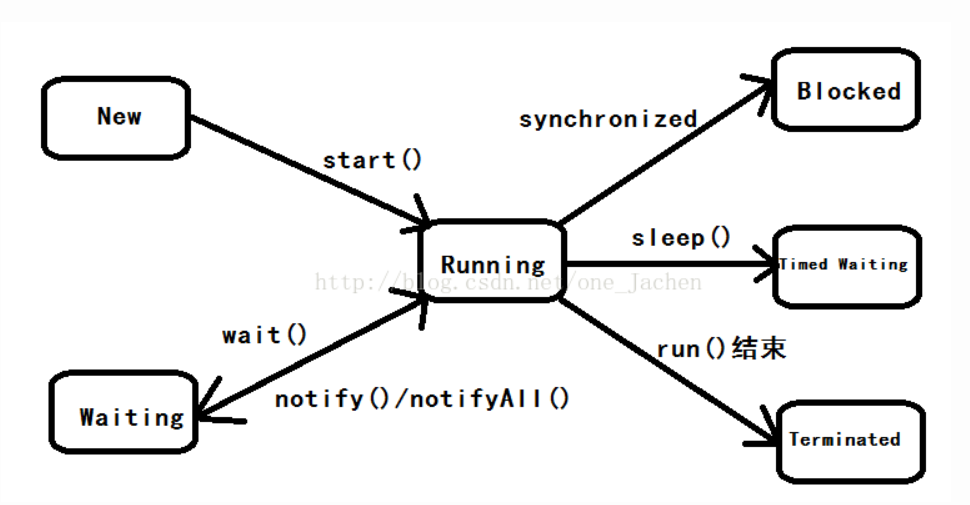 New
Blocked
synchronized
start()
sleep()
Running
Timed Waiting
http://blog.csdn.net/one_Jachen
wait()
run()结束
notify()/notifyAll()
Waiting
Terminated